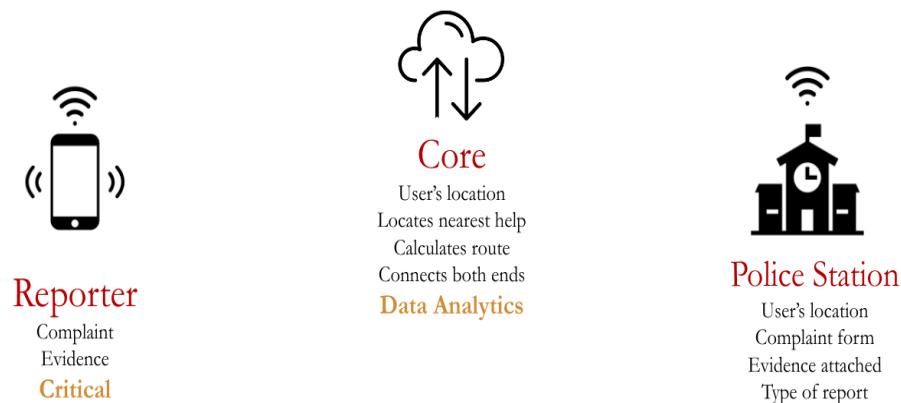 Core
User’s location
Locates nearest help
Calculates route
Connects both ends
Data Analytics
Reporter
Complaint
Evidence
Critical
Police Station
User’s location
Complaint form
Evidence attached
Type of report